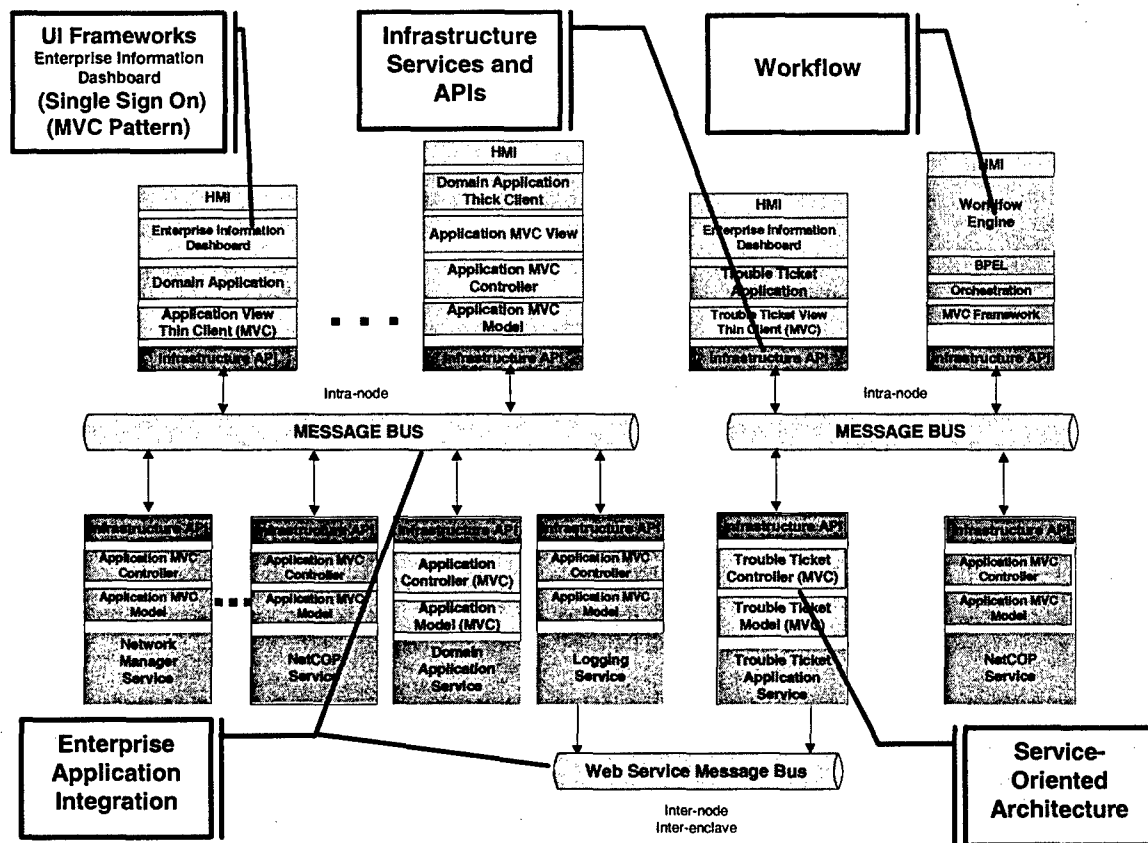 UI Frameworks
Enterprise Information
Dashboard
(Single Sign On)
(MVC Pattern)
Infrastructure
Services and
APIs
Workflow
HMI
Enterprise Information
Dashboard
Domain Application
Application View
Thin Client (MVC)
Infrastructure API
HMI
Domain Application
Thick Client
Application MVC View
Application MVC
Controller
Application MVC
Model
Infrastructure API
HMI
Enterprise Information
Dashboard
Trouble Ticket
Application
Trouble Ticket View
Thin Client (MVC)
Infrastructure API
HMI
Workflow
Engine
BPEL
Orchestration
MVC Framework
Infrastructure API
Intra-node
Intra-node
MESSAGE BUS
MESSAGE BUS
Infrastructure API
Application MVC
Controller
Application MVC
Model
Network
Manager
Service
Infrastructure API
Application MVC
Controller
Application MVC
Model
NetCOP
Service
Infrastructure API
Application
Controller (MVC)
Application
Model (MVC)
Domain
Application
Service
Infrastructure API
Application MVC
Controller
Application MVC
Model
Logging
Service
Infrastructure API
Trouble Ticket
Controller (MVC)
Trouble Ticket
Model (MVC)
Trouble Ticket
Application
Service
Infrastructure API
Application MVC
Controller
Application MVC
Model
NetCOP
Service
Enterprise
Application
Integration
Web Service Message Bus
Inter-node
Inter-enclave
Service-
Oriented
Architecture